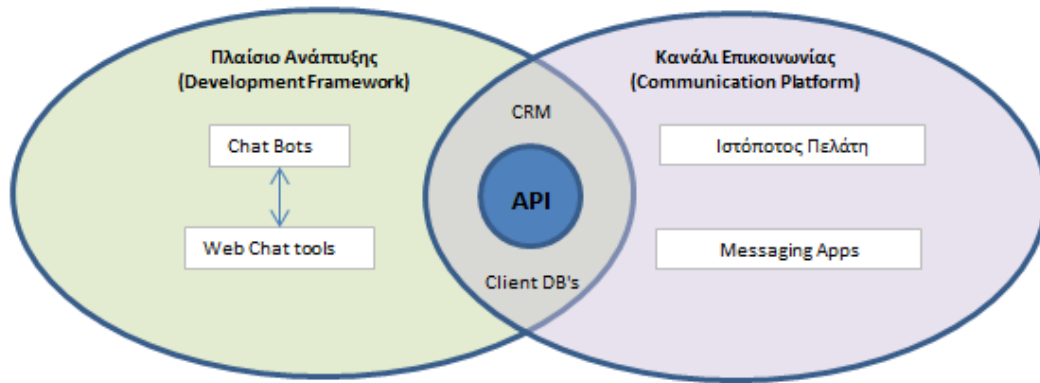 Πλαίσιο Ανάπτυξης
(Development Framework)
Chat Bots
Web Chat tools
CRM
API
Client DB's
Κανάλι Επικοινωνίας
(Communication Platform)
Ιστόποτος Πελάτη
Messaging Apps